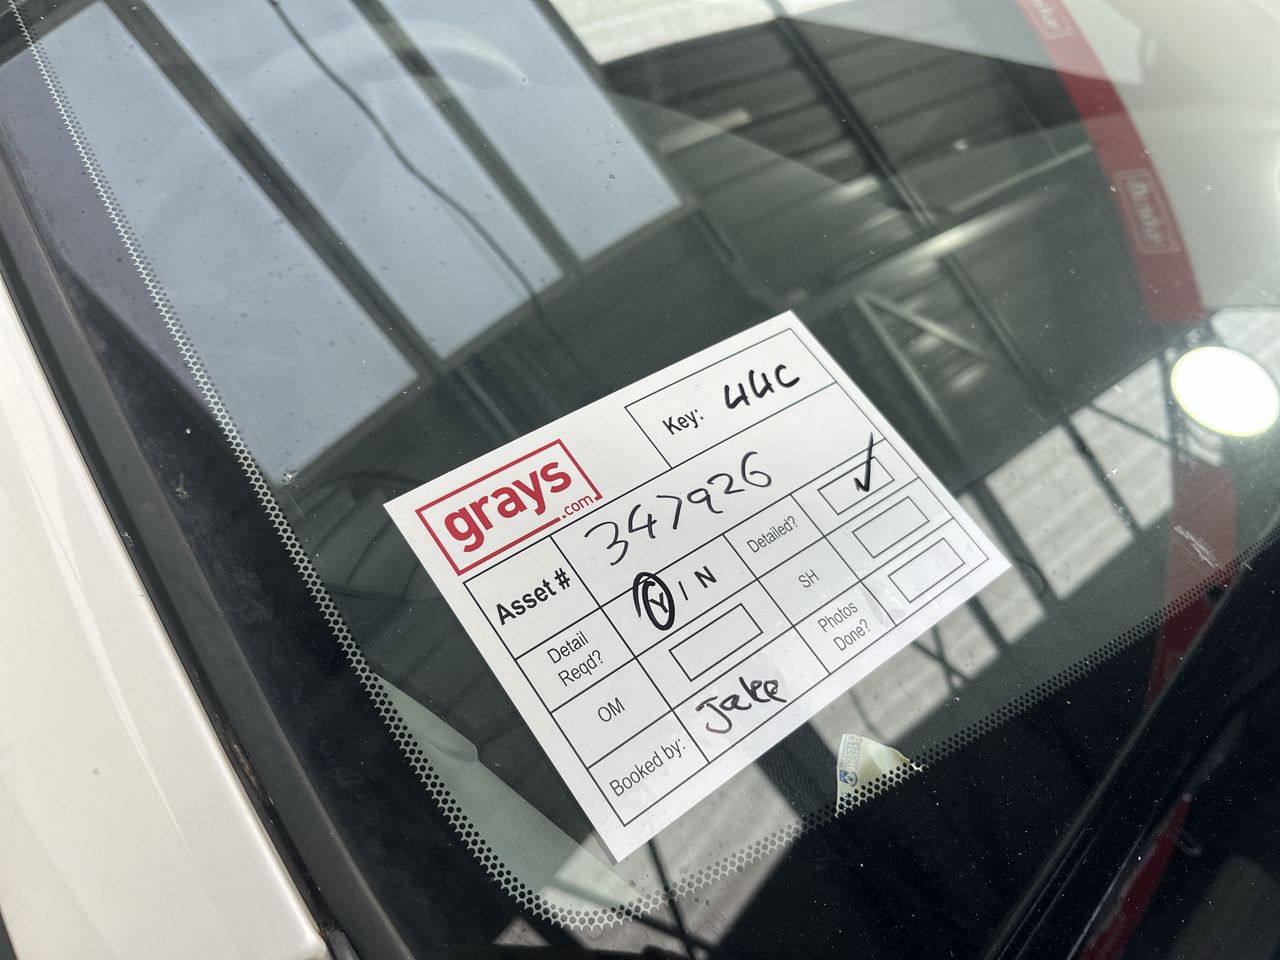 grays
.com
Key: 44C
Asset # 347926
Detail Reqd? Y / N
Detailed? ✓
OM
SH
Booked by: Jake
Photos Done?